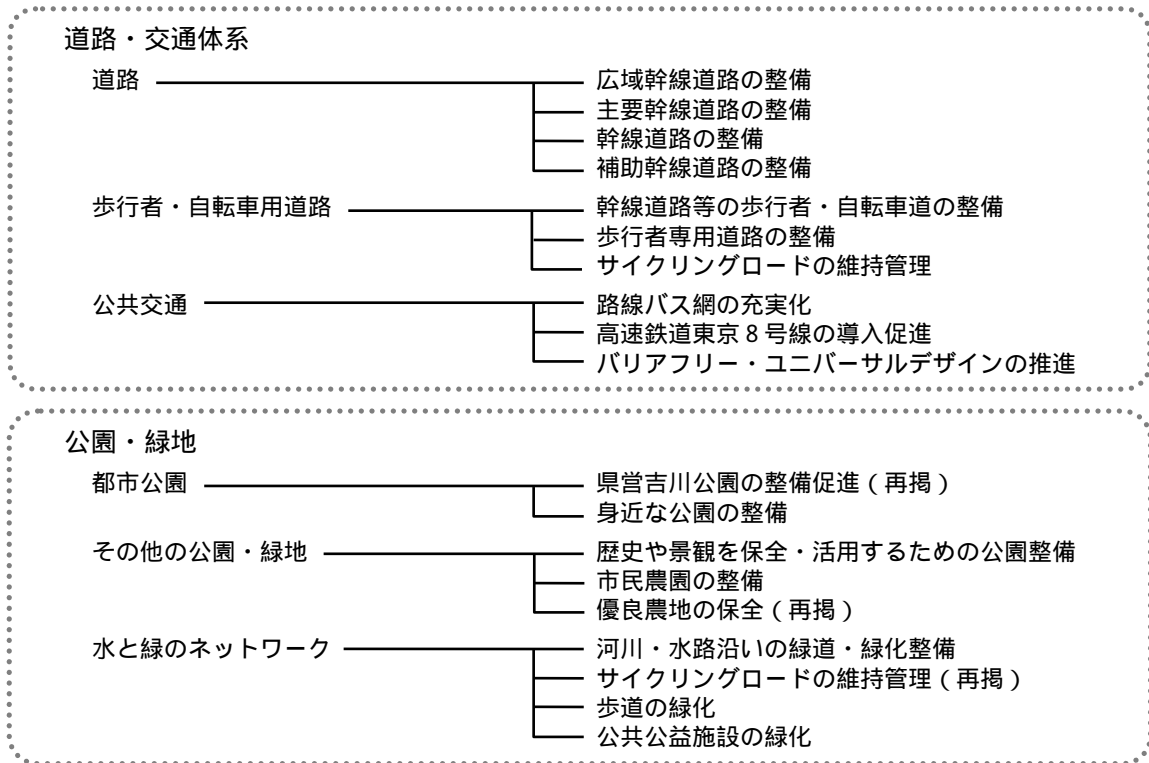 道路・交通体系
道路
広域幹線道路の整備
主要幹線道路の整備
幹線道路の整備
補助幹線道路の整備
歩行者・自転車用道路
幹線道路等の歩行者・自転車道の整備
歩行者専用道路の整備
サイクリングロードの維持管理
公共交通
路線バス網の充実化
高速鉄道東京８号線の導入促進
バリアフリー・ユニバーサルデザインの推進
公園・緑地
都市公園
県営吉川公園の整備促進（再掲）
身近な公園の整備
その他の公園・緑地
歴史や景観を保全・活用するための公園整備
市民農園の整備
優良農地の保全（再掲）
水と緑のネットワーク
河川・水路沿いの緑道・緑化整備
サイクリングロードの維持管理（再掲）
歩道の緑化
公共公益施設の緑化